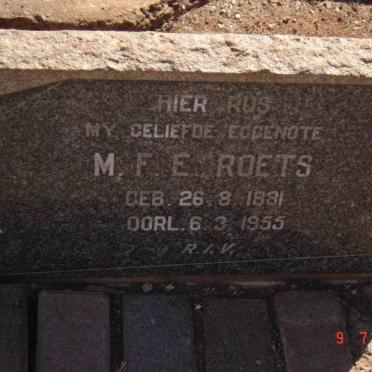 HIER RUS
MY GELIEFDE EGGENOTE
M. F. E. ROETS
GEB. 26. 8. 1881
OORL. 6. 3. 1955
R. I. V.
9 7